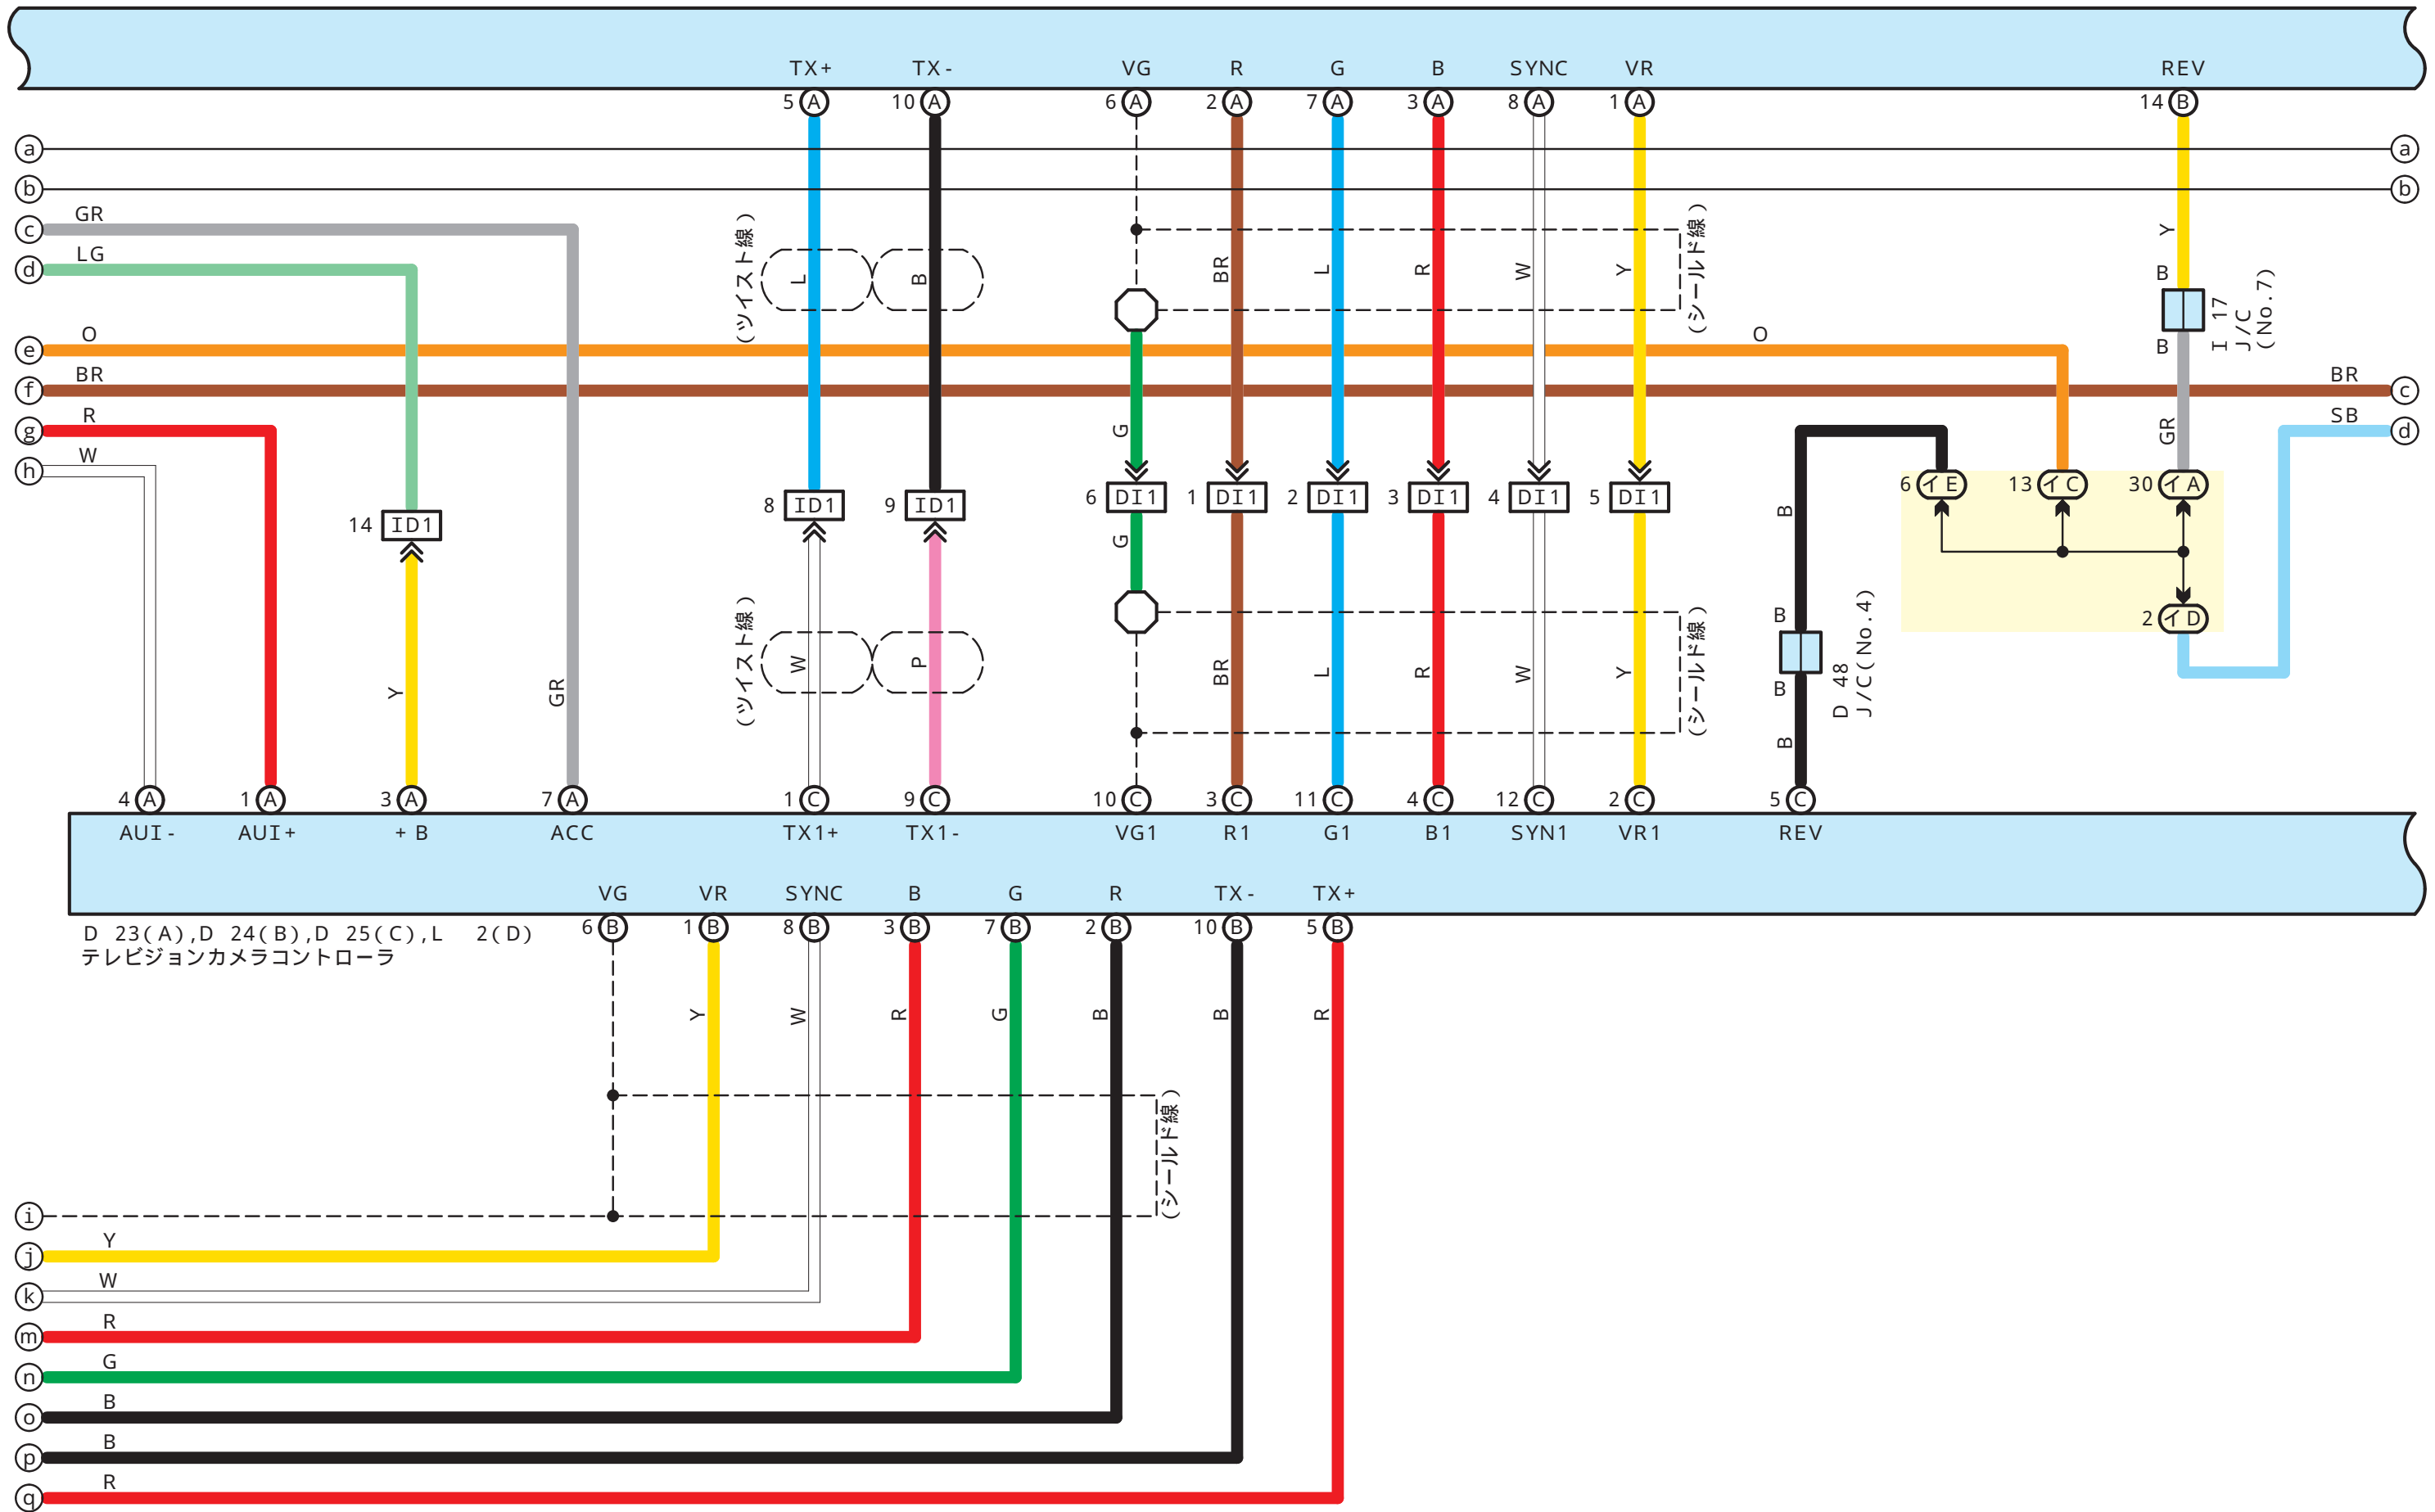 TX+ TX- VG R G B SYNC VR REV
5 A 10 A 6 A 2 A 7 A 3 A 8 A 1 A 14 B
a a
b b
c GR
d LG
(ツイスト線) L B
BR L R W Y (シールド線)
Y
B
I 17
J/C
(No.7)
B
e O O
f BR BR c
g R SB d
h W
G GR
14 ID1
8 ID1 9 ID1
6 DI1 1 DI1 2 DI1 3 DI1 4 DI1 5 DI1
6 イE 13 イC 30 イA
2 イD
G
B
B
D 48
J/C(No.4)
B
B
Y GR
(ツイスト線) W P
BR L R W Y (シールド線)
4 A 1 A 3 A 7 A 1 C 9 C 10 C 3 C 11 C 4 C 12 C 2 C 5 C
AUI- AUI+ +B ACC TX1+ TX1- VG1 R1 G1 B1 SYN1 VR1 REV
VG VR SYNC B G R TX- TX+
6 B 1 B 8 B 3 B 7 B 2 B 10 B 5 B
D 23(A),D 24(B),D 25(C),L 2(D)
テレビジョンカメラコントローラ
Y W R G B B R
(シールド線)
i
j Y
k W
m R
n G
o B
p B
q R